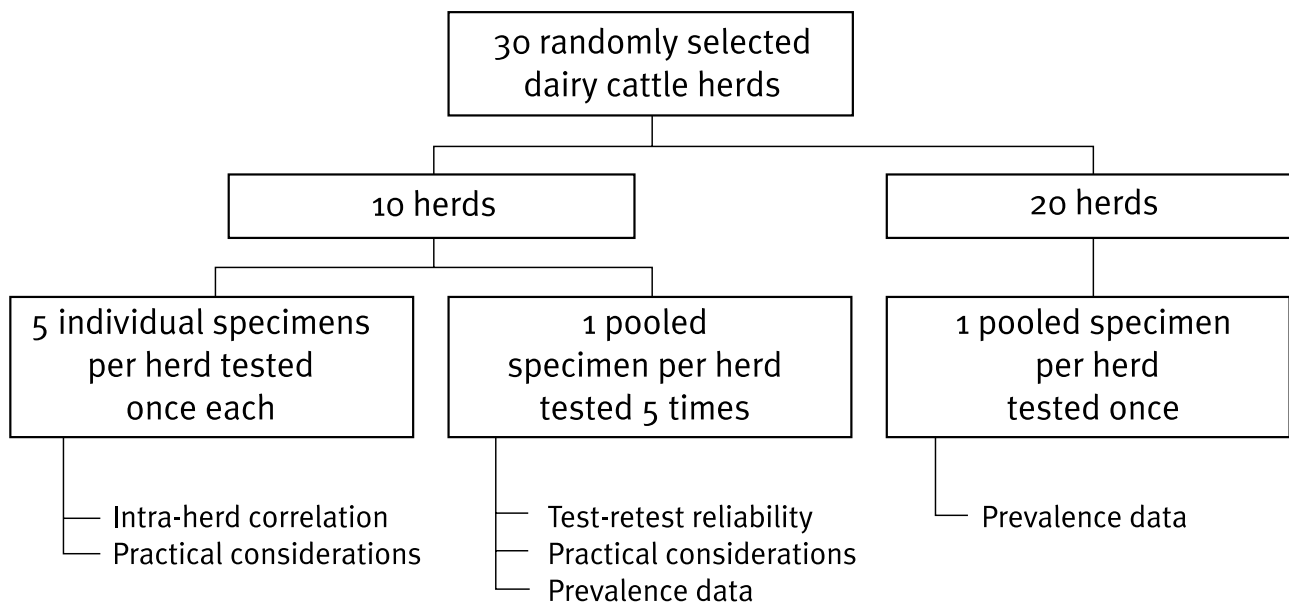 30 randomly selected
dairy cattle herds
10 herds
20 herds
5 individual specimens
per herd tested
once each
1 pooled
specimen per herd
tested 5 times
1 pooled specimen
per herd
tested once
Intra-herd correlation
Practical considerations
Test-retest reliability
Practical considerations
Prevalence data
Prevalence data